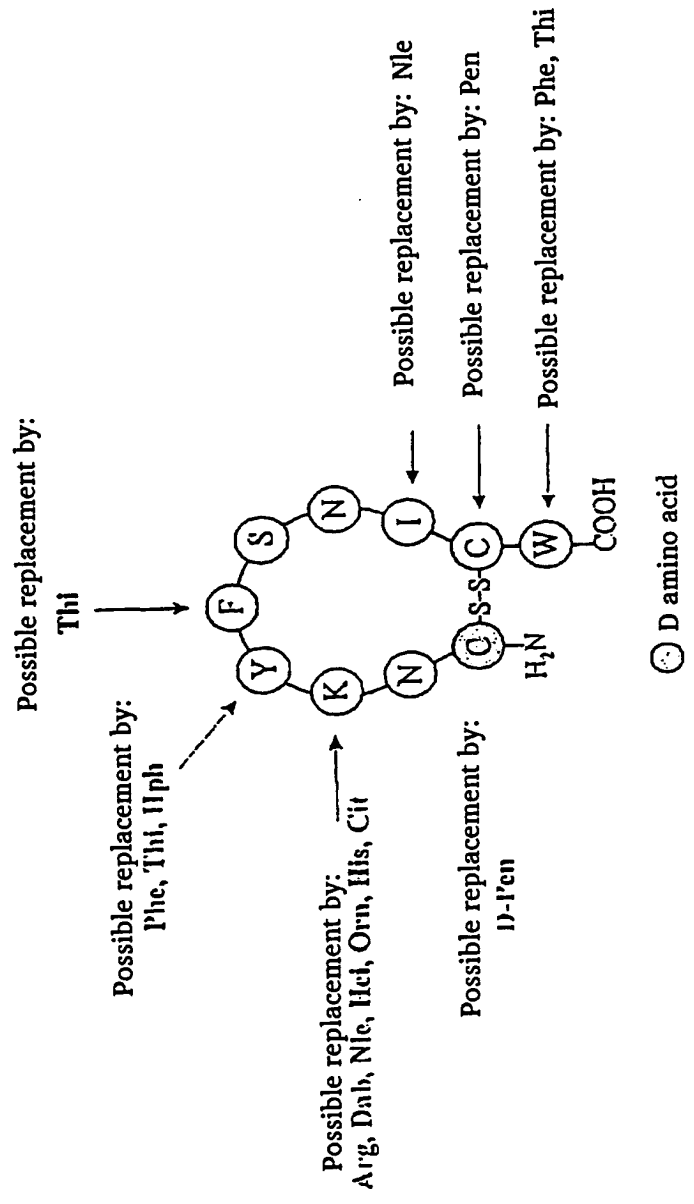 Possible replacement by:
Thi
Possible replacement by:
Phe, Thi, Hph
Possible replacement by:
Arg, Dab, Nle, Hci, Orn, His, Cit
Possible replacement by:
D-Pen
Y
F
S
K
N
N
I
C
S-S
C
W
H₂N
COOH
Possible replacement by: Nle
Possible replacement by: Pen
Possible replacement by: Phe, Thi
D amino acid